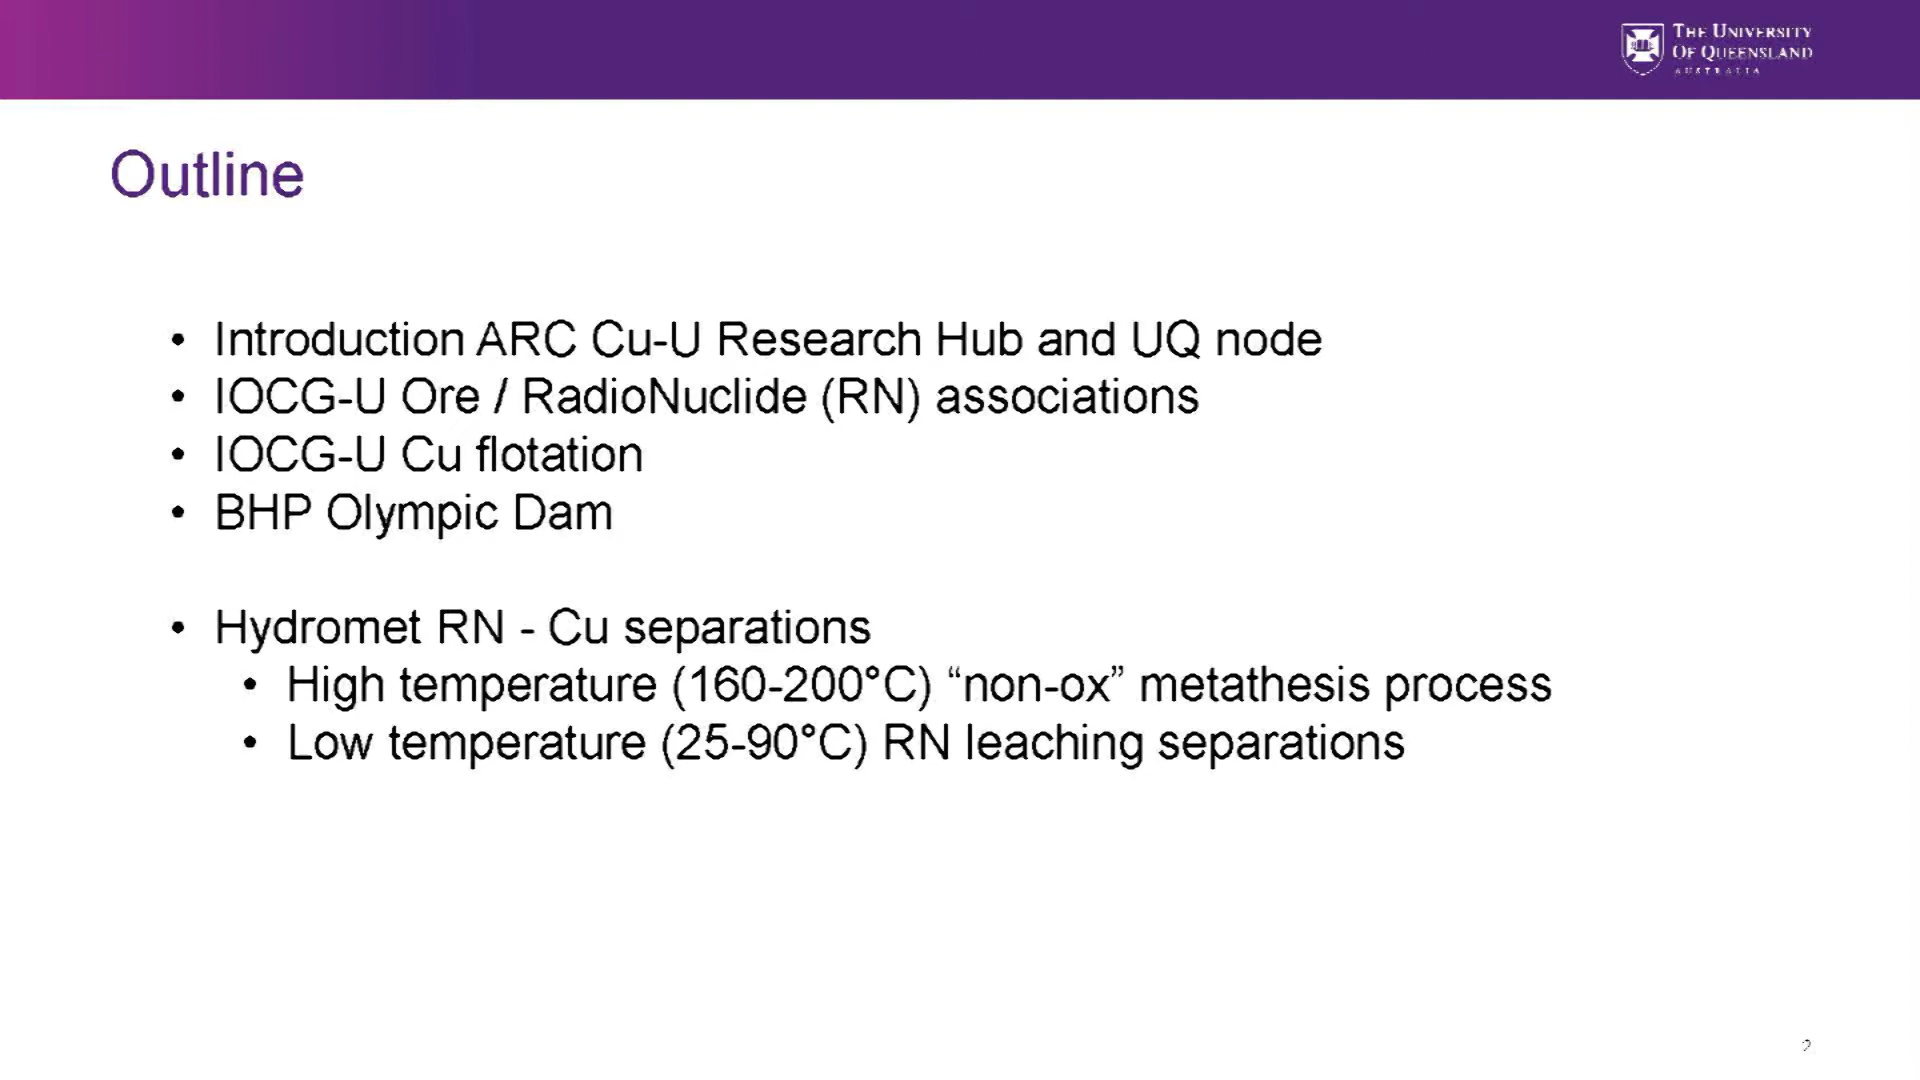 THE UNIVERSITY
OF QUEENSLAND
AUSTRALIA
Outline
• Introduction ARC Cu-U Research Hub and UQ node
• IOCG-U Ore / RadioNuclide (RN) associations
• IOCG-U Cu flotation
• BHP Olympic Dam
• Hydromet RN - Cu separations
• High temperature (160-200°C) “non-ox” metathesis process
• Low temperature (25-90°C) RN leaching separations
2